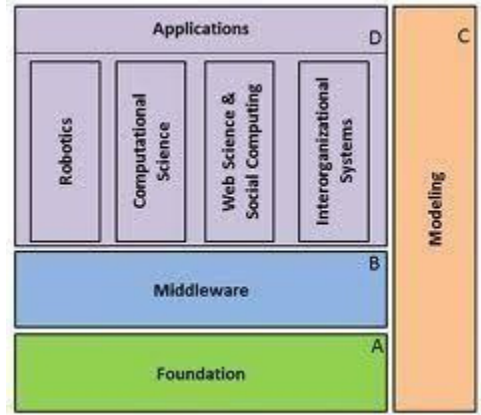 Applications
D
C
Robotics
Computational
Science
Web Science &
Social Computing
Interorganizational
Systems
Modeling
B
Middleware
A
Foundation